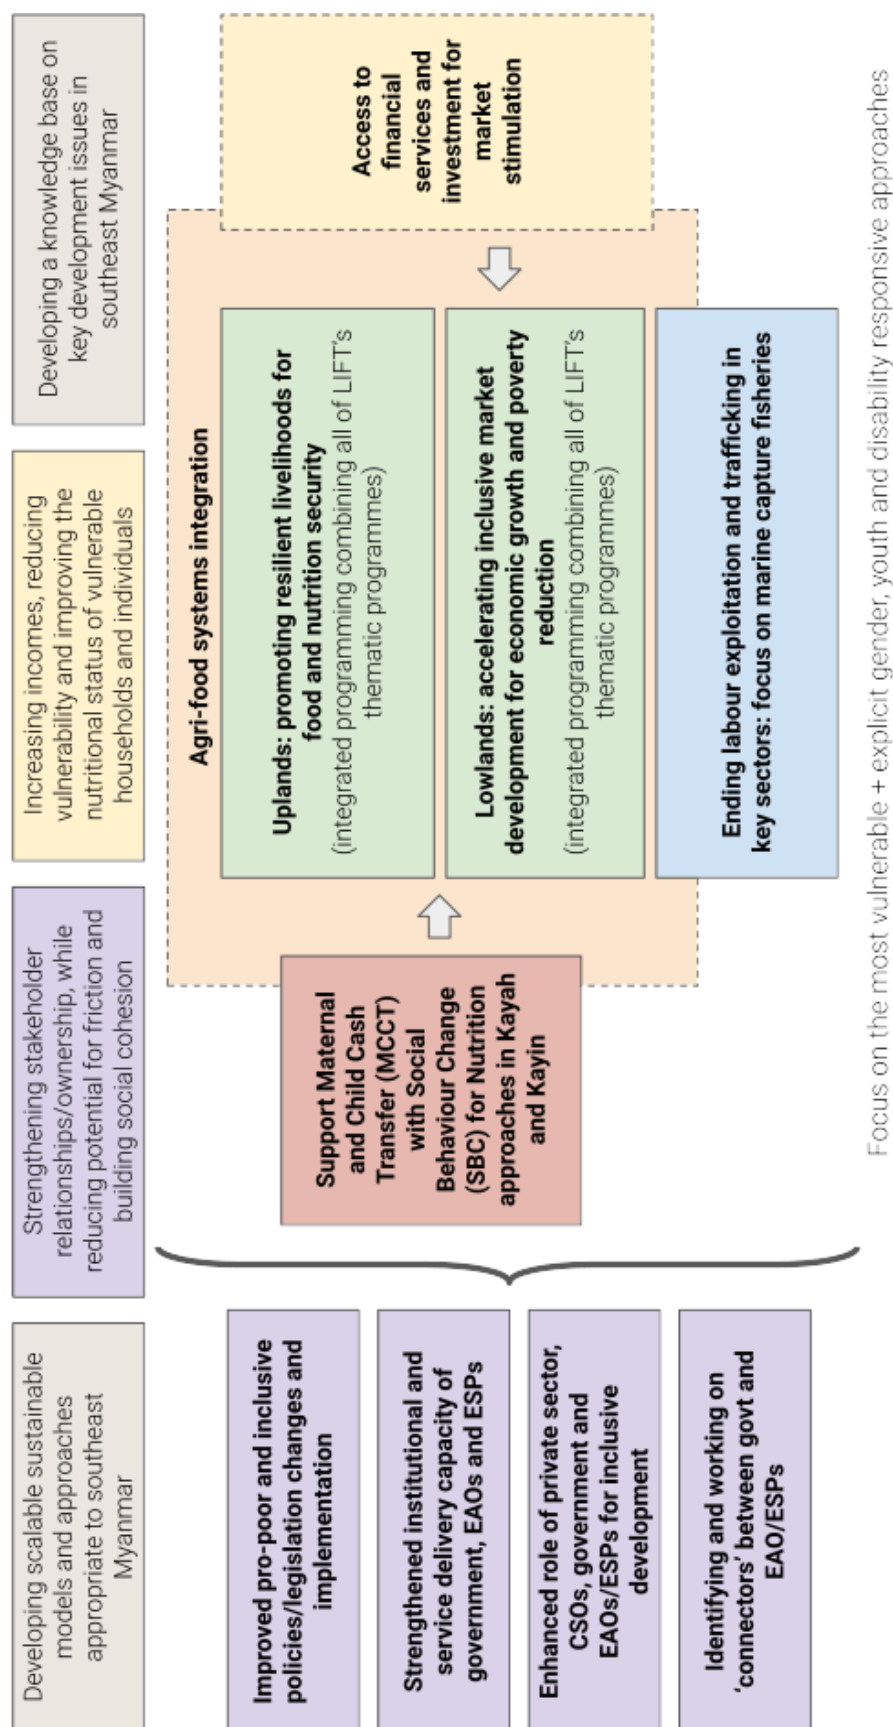 Developing scalable sustainable
models and approaches
appropriate to southeast
Myanmar
Strengthening stakeholder
relationships/ownership, while
reducing potential for friction and
building social cohesion
Increasing incomes, reducing
vulnerability and improving the
nutritional status of vulnerable
households and individuals
Developing a knowledge base on
key development issues in
southeast Myanmar
Improved pro-poor and inclusive
policies/legislation changes and
implementation
Strengthened institutional and
service delivery capacity of
government, EAOs and ESPs
Enhanced role of private sector,
CSOs, government and
EAOs/ESPs for inclusive
development
Identifying and working on
'connectors' between govt and
EAO/ESPs
Support Maternal
and Child Cash
Transfer (MCCT)
with Social
Behaviour Change
(SBC) for Nutrition
approaches in Kayah
and Kayin
Agri-food systems integration
Uplands: promoting resilient livelihoods for
food and nutrition security
(integrated programming combining all of LIFT's
thematic programmes)
Lowlands: accelerating inclusive market
development for economic growth and poverty
reduction
(integrated programming combining all of LIFT's
thematic programmes)
Ending labour exploitation and trafficking in
key sectors: focus on marine capture fisheries
Access to
financial
services and
investment for
market
stimulation
Focus on the most vulnerable + explicit gender, youth and disability responsive approaches